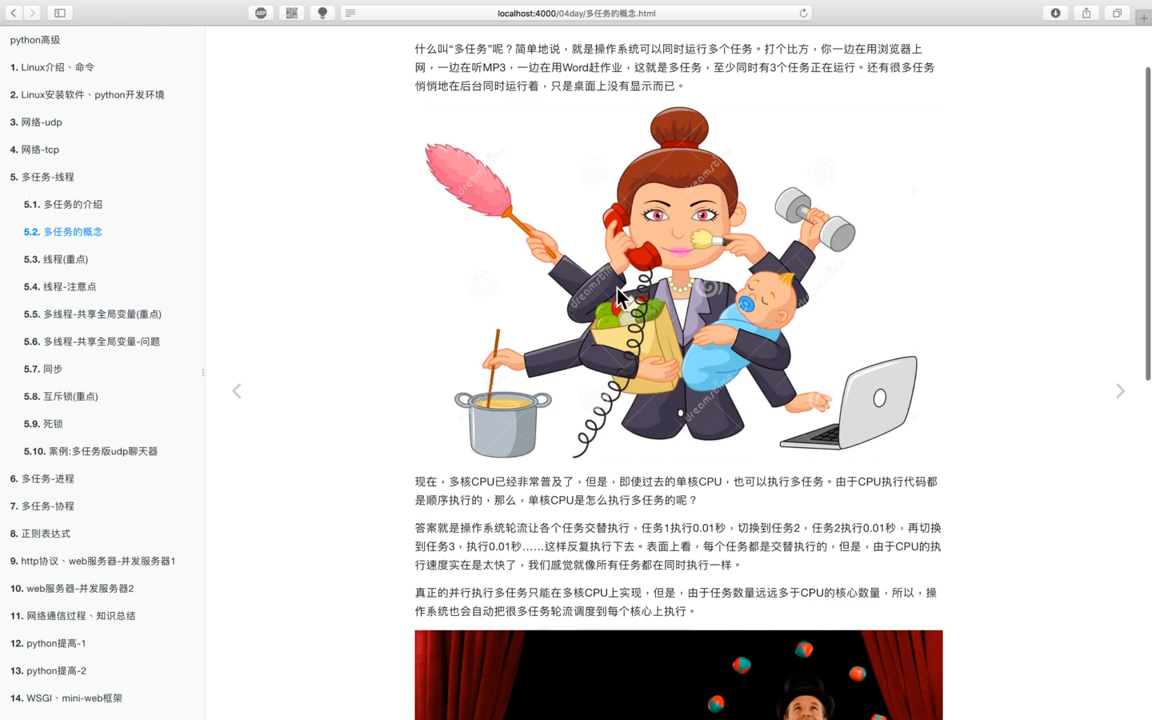 localhost:4000/04day/多任务的概念.html
ABP
python高级
1. Linux介绍、命令
2. Linux安装软件、python开发环境
3. 网络-udp
4. 网络-tcp
5. 多任务-线程
5.1. 多任务的介绍
5.2. 多任务的概念
5.3. 线程(重点)
5.4. 线程-注意点
5.5. 多线程-共享全局变量(重点)
5.6. 多线程-共享全局变量-问题
5.7. 同步
5.8. 互斥锁(重点)
5.9. 死锁
5.10. 案例:多任务版udp聊天器
6. 多任务-进程
7. 多任务-协程
8. 正则表达式
9. http协议、web服务器-并发服务器1
10. web服务器-并发服务器2
11. 网络通信过程、知识总结
12. python提高-1
13. python提高-2
14. WSGI、mini-web框架
什么叫“多任务”呢？简单地说，就是操作系统可以同时运行多个任务。打个比方，你一边在用浏览器上
网，一边在听MP3，一边在用Word赶作业，这就是多任务，至少同时有3个任务正在运行。还有很多任务
悄悄地在后台同时运行着，只是桌面上没有显示而已。
dreamstime
dreamstime
dreamstime
dreamstime
dreamstime
现在，多核CPU已经非常普及了，但是，即使过去的单核CPU，也可以执行多任务。由于CPU执行代码都
是顺序执行的，那么，单核CPU是怎么执行多任务的呢？
答案就是操作系统轮流让各个任务交替执行，任务1执行0.01秒，切换到任务2，任务2执行0.01秒，再切换
到任务3，执行0.01秒……这样反复执行下去。表面上看，每个任务都是交替执行的，但是，由于CPU的执
行速度实在是太快了，我们感觉就像所有任务都在同时执行一样。
真正的并行执行多任务只能在多核CPU上实现，但是，由于任务数量远远多于CPU的核心数量，所以，操
作系统也会自动把很多任务轮流调度到每个核心上执行。